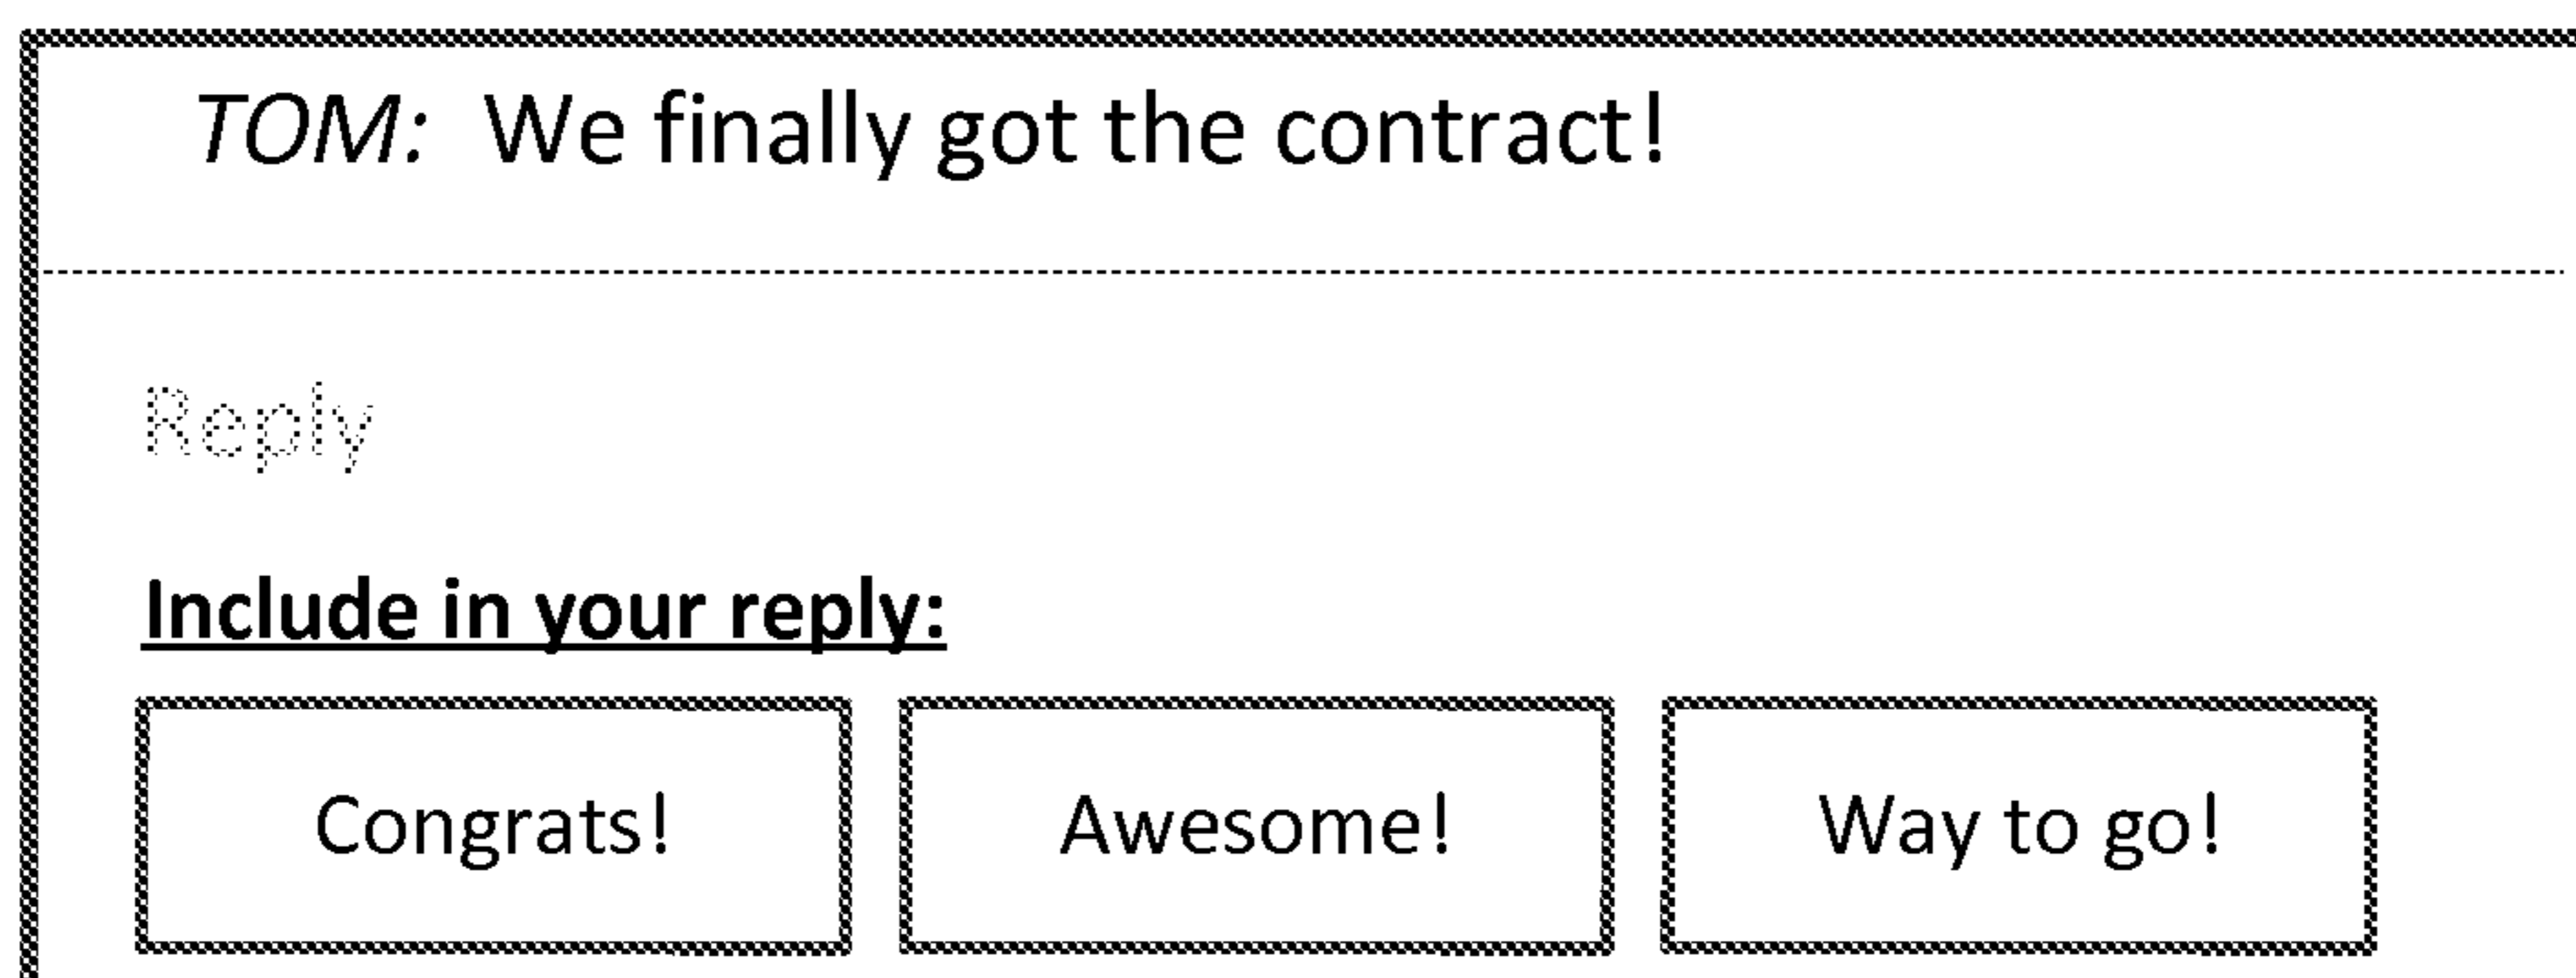 TOM: We finally got the contract!
Reply
Include in your reply:
Congrats!
Awesome!
Way to go!